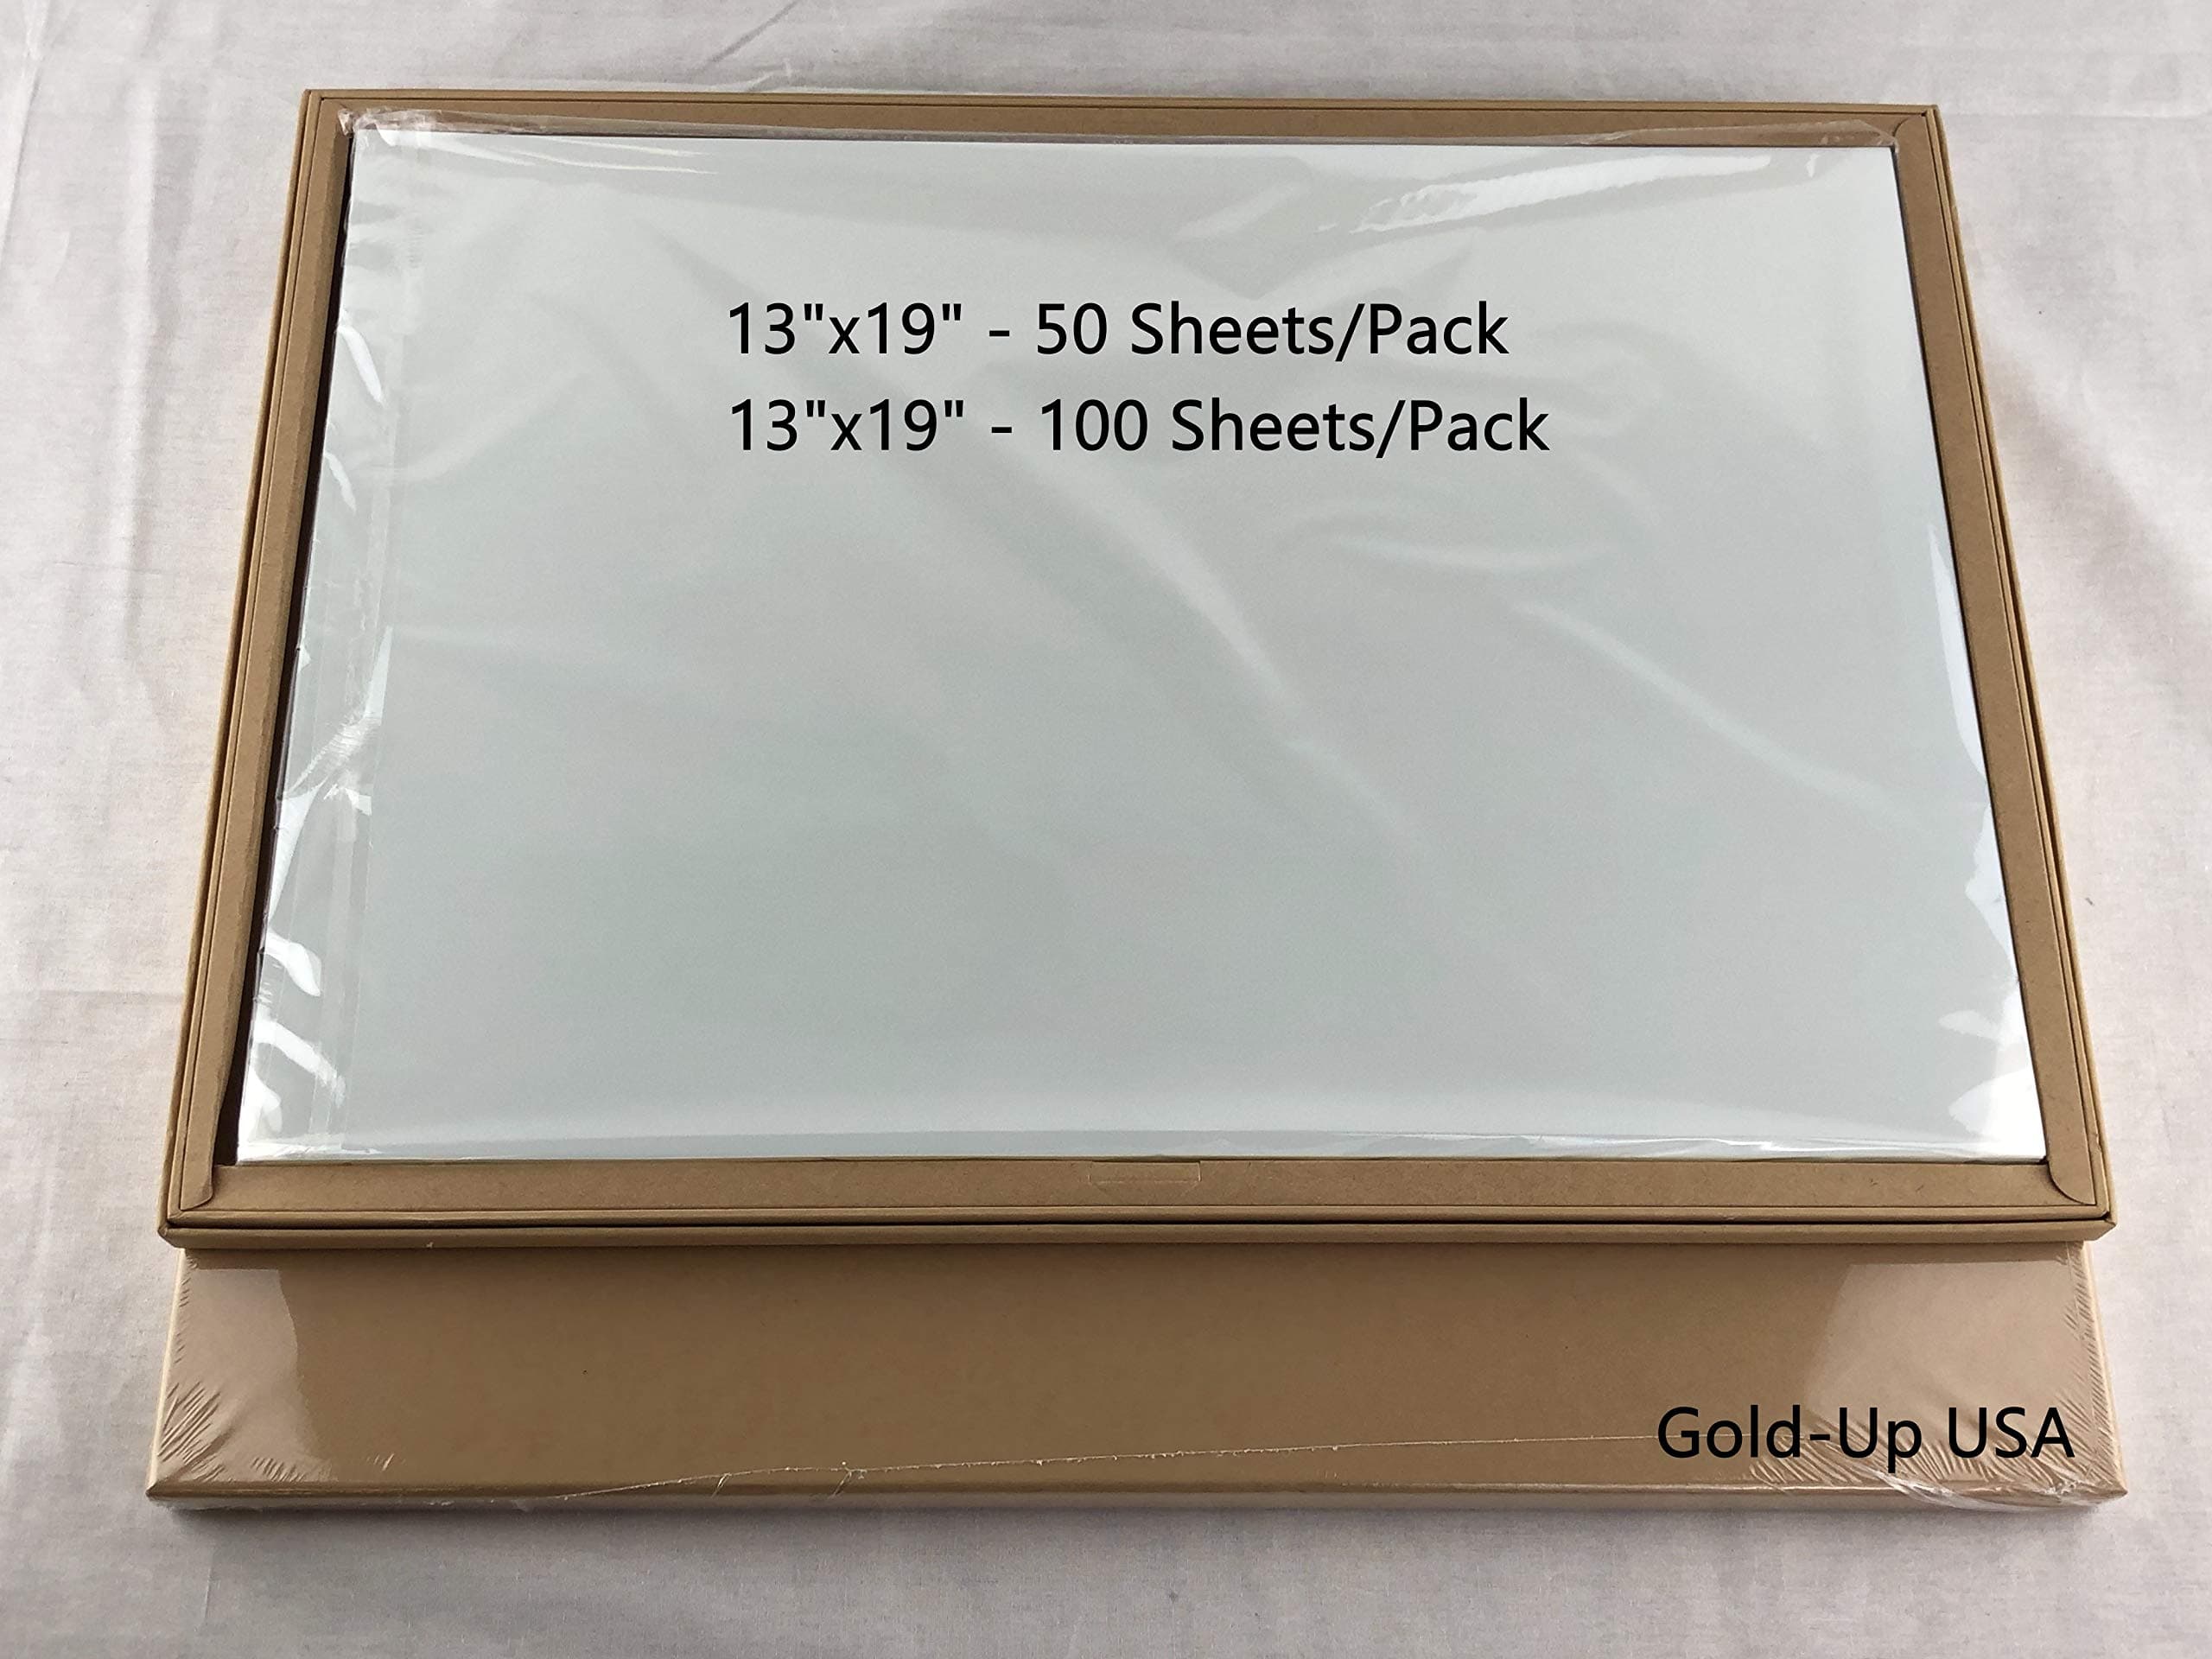 13"x19" - 50 Sheets/Pack
13"x19" - 100 Sheets/Pack
Gold-Up USA